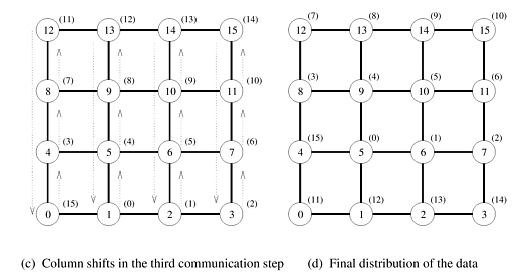 (11) (12) (13) (14) (7) (8) (9) (10)
12 13 14 15 12 13 14 15
(7) (8) (9) (10) (3) (4) (5) (6)
8 9 10 11 8 9 10 11
(3) (4) (5) (6) (15) (0) (1) (2)
4 5 6 7 4 5 6 7
(15) (0) (1) (2) (11) (12) (13) (14)
0 1 2 3 0 1 2 3
(c) Column shifts in the third communication step (d) Final distribution of the data